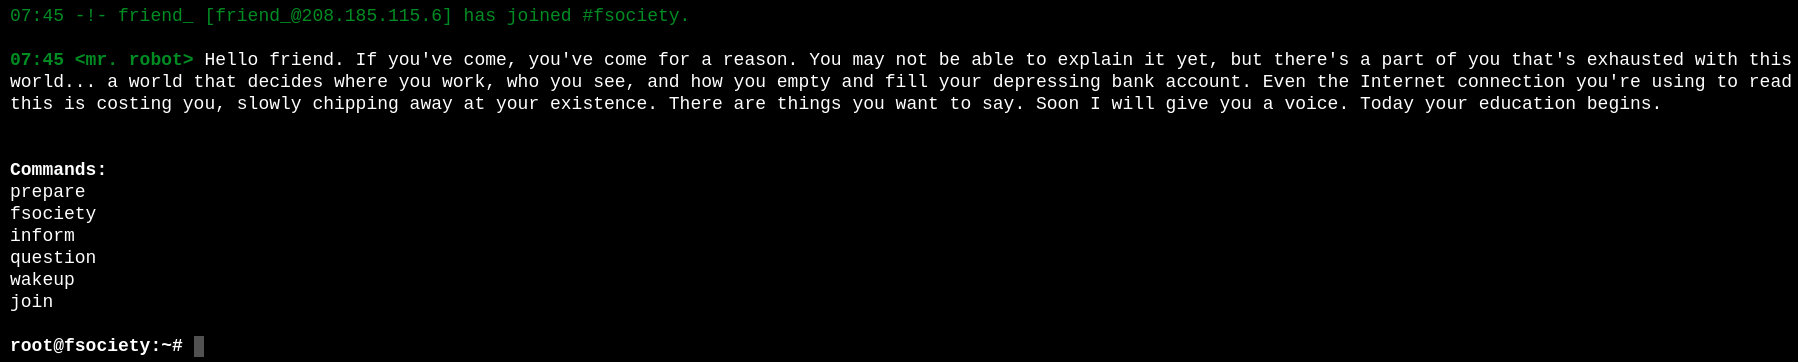 07:45 -!- friend_ [friend_@208.185.115.6] has joined #fsociety.
07:45 <mr. robot> Hello friend. If you've come, you've come for a reason. You may not be able to explain it yet, but there's a part of you that's exhausted with this
world... a world that decides where you work, who you see, and how you empty and fill your depressing bank account. Even the Internet connection you're using to read
this is costing you, slowly chipping away at your existence. There are things you want to say. Soon I will give you a voice. Today your education begins.
Commands:
prepare
fsociety
inform
question
wakeup
join
root@fsociety:~#